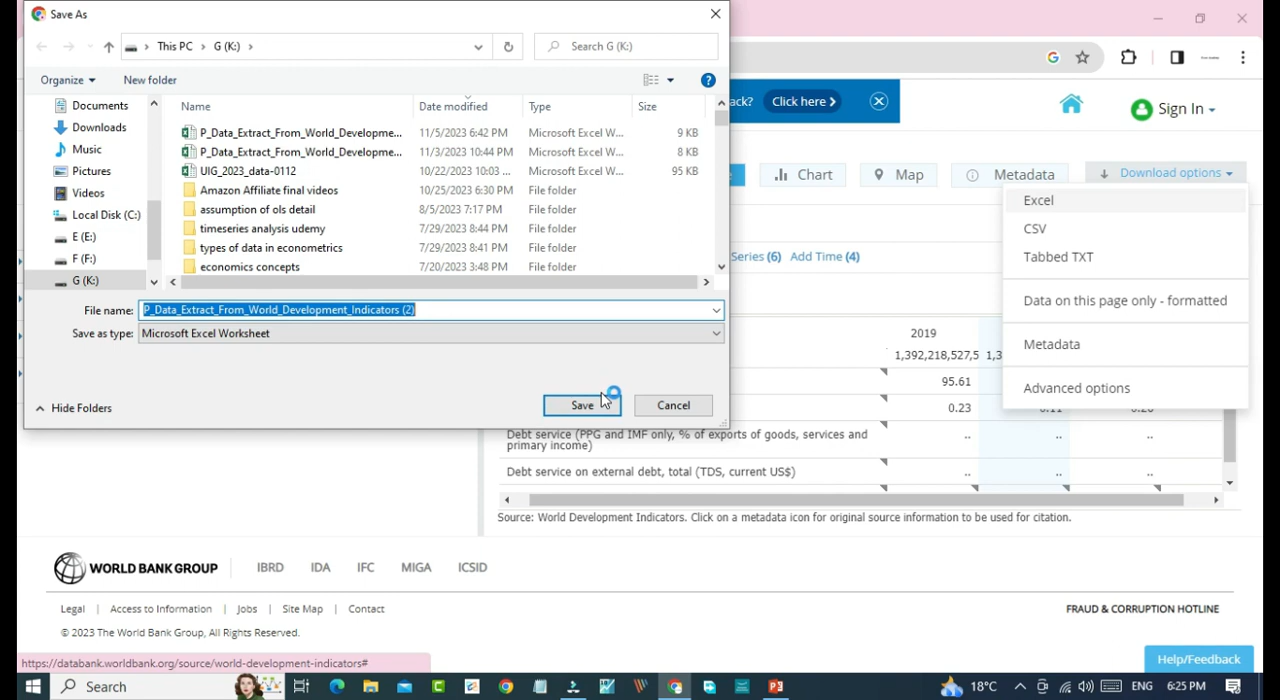 Save As
This PC > G (K:) >
Search G (K:)
Organize
New folder
Documents
Downloads
Music
Pictures
Videos
Local Disk (C:)
E (E:)
F (F:)
G (K:)
Name Date modified Type Size
P_Data_Extract_From_World_Developme... 11/5/2023 6:42 PM Microsoft Excel W... 9 KB
P_Data_Extract_From_World_Developme... 11/3/2023 10:44 PM Microsoft Excel W... 8 KB
UIG_2023_data-0112 10/22/2023 10:03 ... Microsoft Excel W... 95 KB
Amazon Affiliate final videos 10/25/2023 6:30 PM File folder
assumption of ols detail 8/5/2023 7:17 PM File folder
timeseries analysis udemy 7/29/2023 8:44 PM File folder
types of data in econometrics 7/29/2023 8:41 PM File folder
economics concepts 7/20/2023 3:48 PM File folder
File name: P_Data_Extract_From_World_Development_Indicators (2)
Save as type: Microsoft Excel Worksheet
Hide Folders
Save
Cancel
ack? Click here >
Sign In
Chart
Map
Metadata
Download options
Excel
CSV
Tabbed TXT
Data on this page only - formatted
Metadata
Advanced options
Series (6) Add Time (4)
2019
1,392,218,527,5 1,3
95.61
0.23
Debt service (PPG and IMF only, % of exports of goods, services and
primary income) .. .. ..
Debt service on external debt, total (TDS, current US$) .. .. ..
Source: World Development Indicators. Click on a metadata icon for original source information to be used for citation.
WORLD BANK GROUP
IBRD IDA IFC MIGA ICSID
Legal | Access to Information | Jobs | Site Map | Contact
FRAUD & CORRUPTION HOTLINE
© 2023 The World Bank Group, All Rights Reserved.
https://databank.worldbank.org/source/world-development-indicators#
Help/Feedback
Search
18°C
ENG
6:25 PM